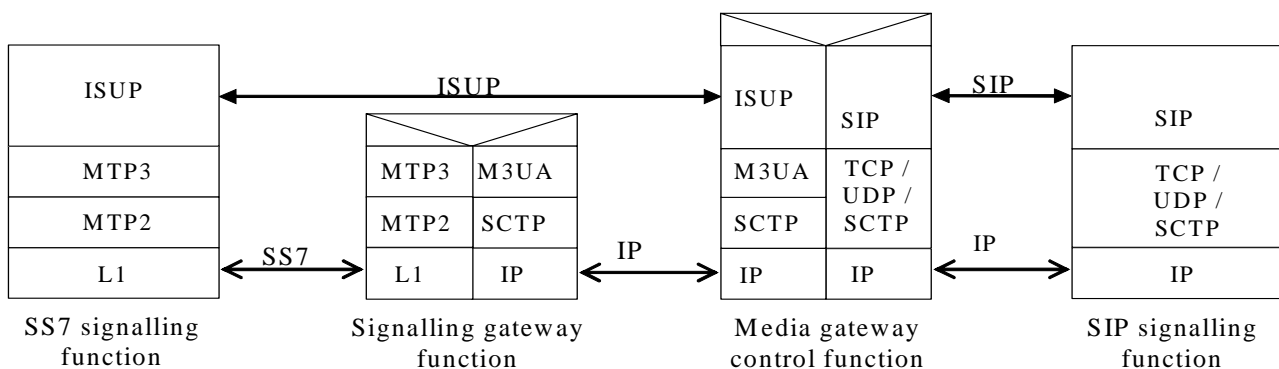 ISUP
MTP3
MTP2
L1
SS7 signalling
function
ISUP
SS7
MTP3
M3UA
MTP2
SCTP
L1
IP
Signalling gateway
function
IP
ISUP
SIP
M3UA
SCTP
TCP /
UDP /
SCTP
IP
IP
Media gateway
control function
SIP
IP
SIP
TCP /
UDP /
SCTP
IP
SIP signalling
function